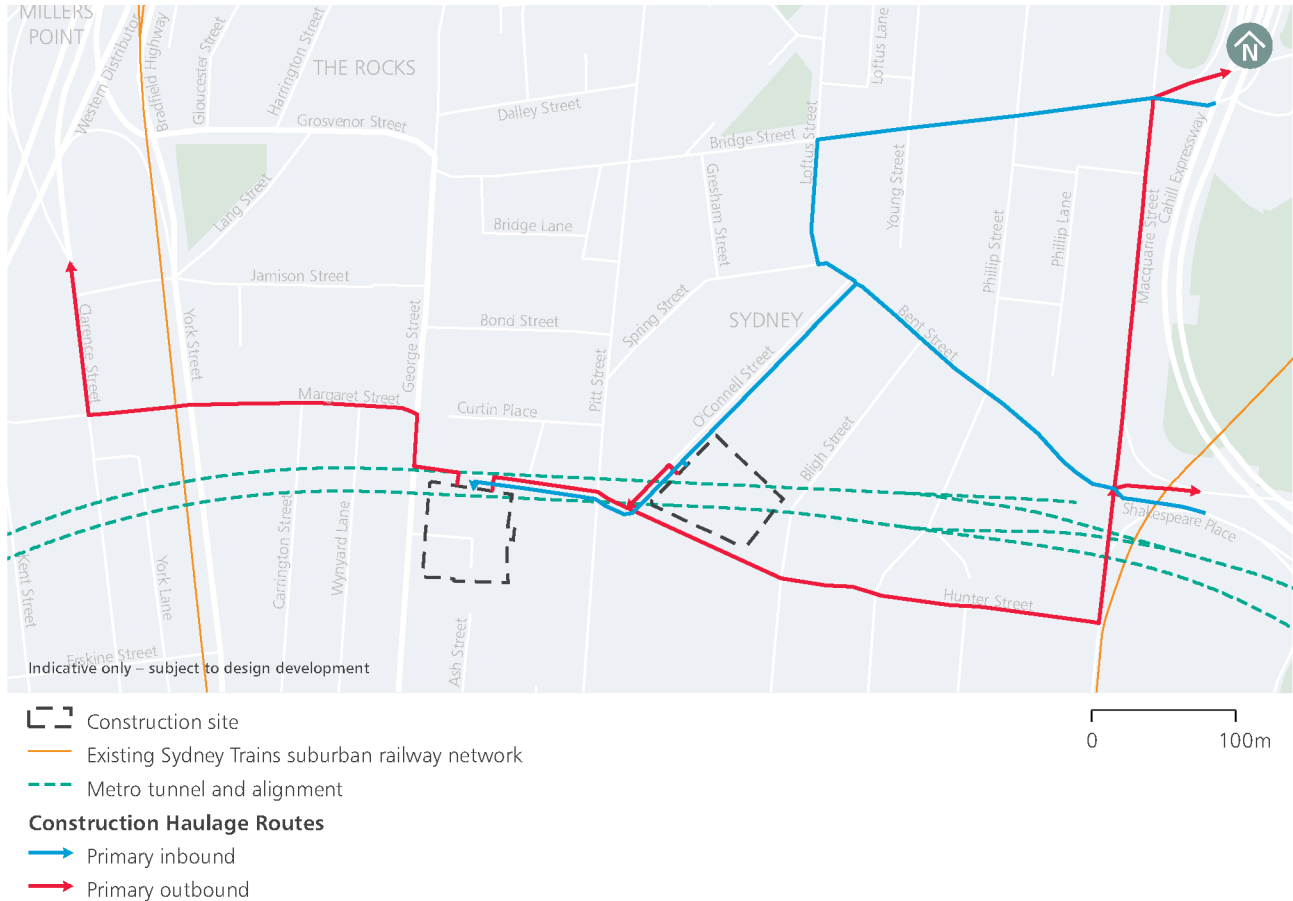 MILLERS
POINT
Western Distributor
Bradfield Highway
Gloucester Street
Harrington Street
THE ROCKS
Grosvenor Street
Dalley Street
Loftus Lane
N
Bridge Street
Loftus Street
Lang Street
Bridge Lane
Gresham Street
Young Street
Phillip Street
Phillip Lane
Macquarie Street
Cahill Expressway
Jamison Street
Clarence Street
York Street
George Street
Bond Street
Spring Street
SYDNEY
Bent Street
Pitt Street
O'Connell Street
Margaret Street
Curtin Place
Bligh Street
Shakespeare Place
Kent Street
York Lane
Carrington Street
Wynyard Lane
Hunter Street
Ash Street
Erskine Street
Indicative only – subject to design development
Construction site
0 100m
Existing Sydney Trains suburban railway network
Metro tunnel and alignment
Construction Haulage Routes
Primary inbound
Primary outbound